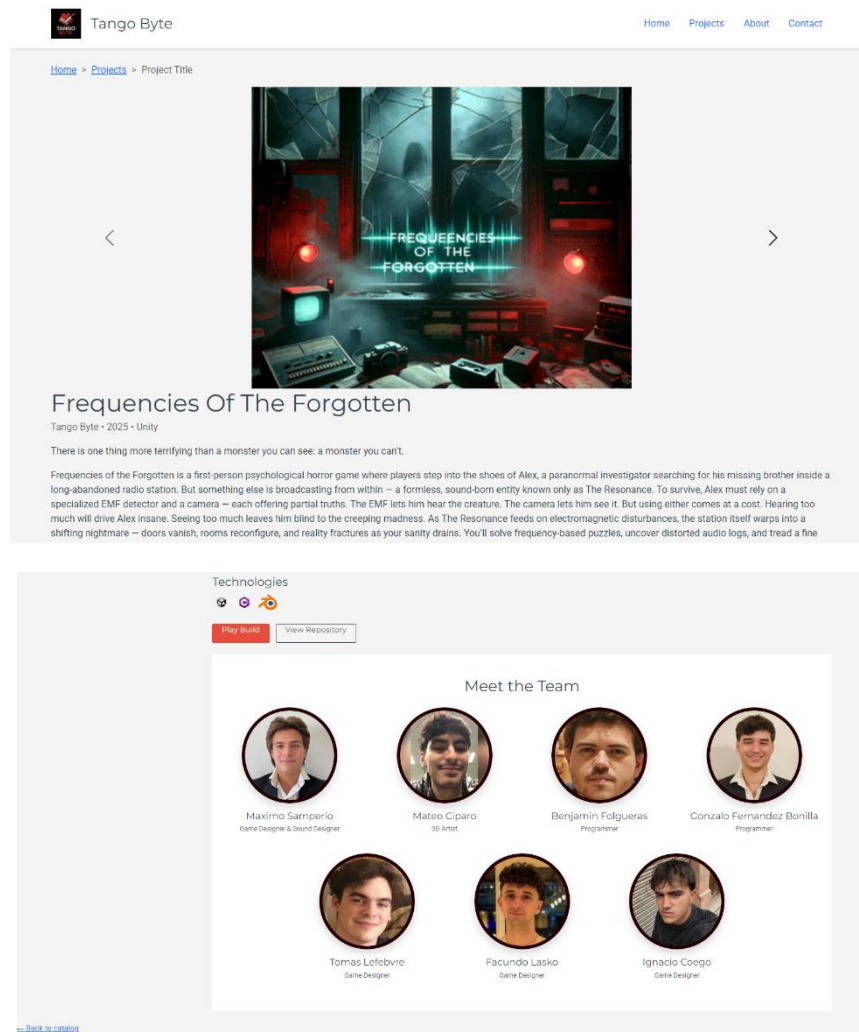 TANGO
BYTE
Tango Byte
Home Projects About Contact
Home > Projects > Project Title
FREQUEENCIES
OF THE
FORGOTTEN
Frequencies Of The Forgotten
Tango Byte • 2025 • Unity
There is one thing more terrifying than a monster you can see: a monster you can't.
Frequencies of the Forgotten is a first-person psychological horror game where players step into the shoes of Alex, a paranormal investigator searching for his missing brother inside a
long-abandoned radio station. But something else is broadcasting from within — a formless, sound-born entity known only as The Resonance. To survive, Alex must rely on a
specialized EMF detector and a camera — each offering partial truths. The EMF lets him hear the creature. The camera lets him see it. But using either comes at a cost. Hearing too
much will drive Alex insane. Seeing too much leaves him blind to the creeping madness. As The Resonance feeds on electromagnetic disturbances, the station itself warps into a
shifting nightmare — doors vanish, rooms reconfigure, and reality fractures as your sanity drains. You'll solve frequency-based puzzles, uncover distorted audio logs, and tread a fine
Technologies
Play Build View Repository
Meet the Team
Maximo Samperio Mateo Ciparo Benjamin Folgueras Gonzalo Fernandez Bonilla
Game Designer & Sound Designer 3D Artist Programmer Programmer
Tomas Lefebvre Facundo Lasko Ignacio Coego
Game Designer Game Designer Game Designer
← Back to catalog